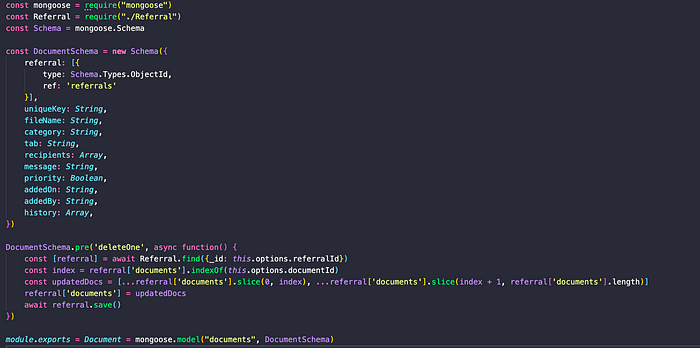 const mongoose = require("mongoose")
const Referral = require("./Referral")
const Schema = mongoose.Schema

const DocumentSchema = new Schema({
    referral: [{
        type: Schema.Types.ObjectId,
        ref: 'referrals'
    }],
    uniqueKey: String,
    fileName: String,
    category: String,
    tab: String,
    recipients: Array,
    message: String,
    priority: Boolean,
    addedOn: String,
    addedBy: String,
    history: Array,
})

DocumentSchema.pre('deleteOne', async function() {
    const [referral] = await Referral.find({_id: this.options.referralId})
    const index = referral['documents'].indexOf(this.options.documentId)
    const updatedDocs = [...referral['documents'].slice(0, index), ...referral['documents'].slice(index + 1, referral['documents'].length)]
    referral['documents'] = updatedDocs
    await referral.save()
})

module.exports = Document = mongoose.model("documents", DocumentSchema)